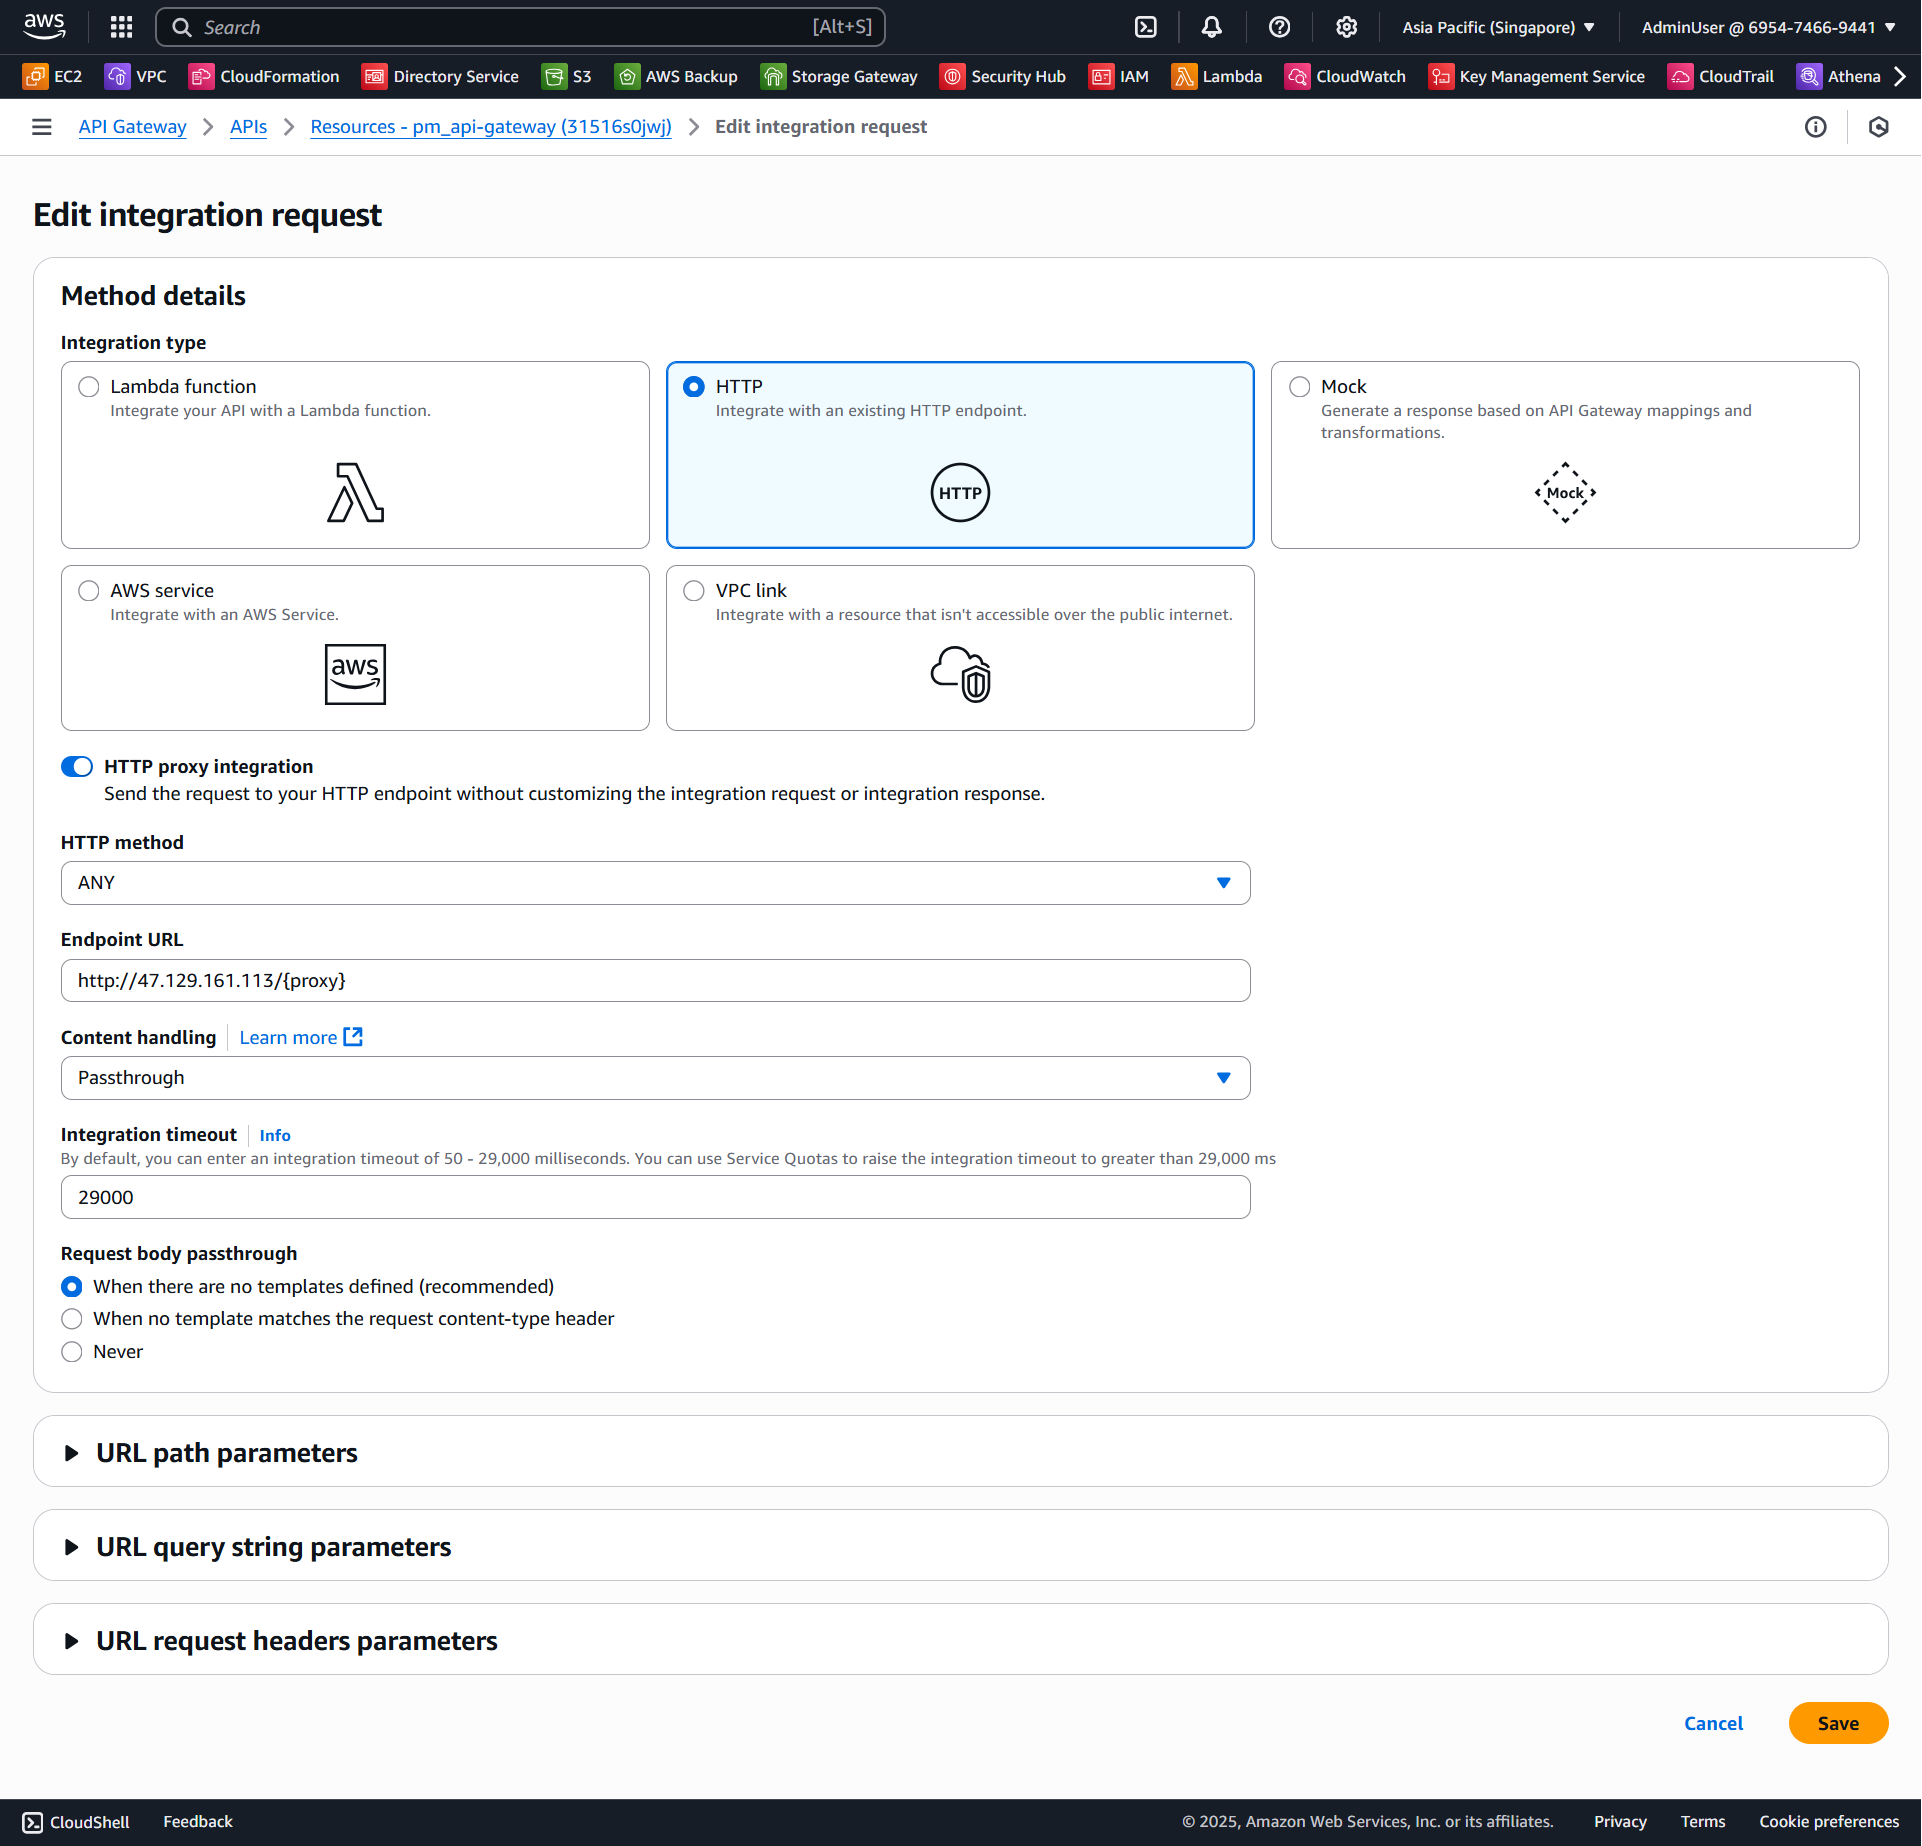 aws
Search
[Alt+S]
Asia Pacific (Singapore)
AdminUser @ 6954-7466-9441
EC2
VPC
CloudFormation
Directory Service
S3
AWS Backup
Storage Gateway
Security Hub
IAM
Lambda
CloudWatch
Key Management Service
CloudTrail
Athena
API Gateway
APIs
Resources - pm_api-gateway (31516s0jwj)
Edit integration request
Edit integration request
Method details
Integration type
Lambda function
Integrate your API with a Lambda function.
HTTP
Integrate with an existing HTTP endpoint.
HTTP
Mock
Generate a response based on API Gateway mappings and
transformations.
Mock
AWS service
Integrate with an AWS Service.
aws
VPC link
Integrate with a resource that isn't accessible over the public internet.
HTTP proxy integration
Send the request to your HTTP endpoint without customizing the integration request or integration response.
HTTP method
ANY
Endpoint URL
http://47.129.161.113/{proxy}
Content handling
Learn more
Passthrough
Integration timeout
Info
By default, you can enter an integration timeout of 50 - 29,000 milliseconds. You can use Service Quotas to raise the integration timeout to greater than 29,000 ms
29000
Request body passthrough
When there are no templates defined (recommended)
When no template matches the request content-type header
Never
URL path parameters
URL query string parameters
URL request headers parameters
Cancel
Save
CloudShell
Feedback
© 2025, Amazon Web Services, Inc. or its affiliates.
Privacy
Terms
Cookie preferences